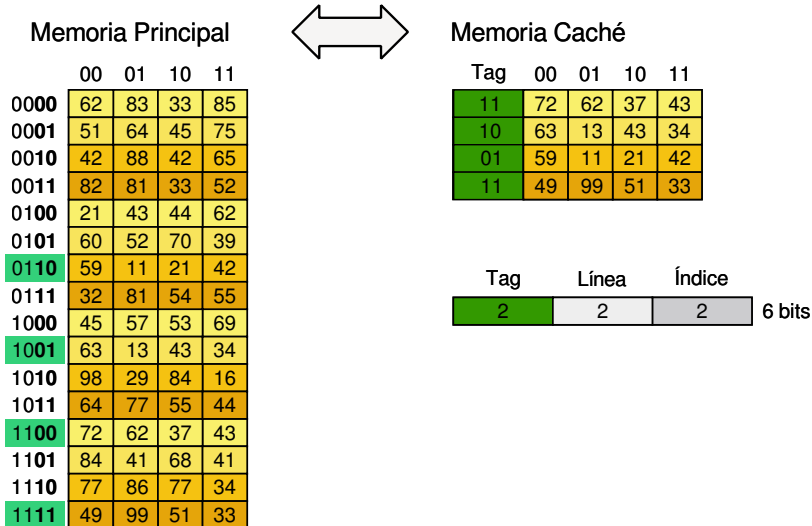 Memoria Principal
00 01 10 11
0000 62 83 33 85
0001 51 64 45 75
0010 42 88 42 65
0011 82 81 33 52
0100 21 43 44 62
0101 60 52 70 39
0110 59 11 21 42
0111 32 81 54 55
1000 45 57 53 69
1001 63 13 43 34
1010 98 29 84 16
1011 64 77 55 44
1100 72 62 37 43
1101 84 41 68 41
1110 77 86 77 34
1111 49 99 51 33
Memoria Caché
Tag 00 01 10 11
11 72 62 37 43
10 63 13 43 34
01 59 11 21 42
11 49 99 51 33
Tag Línea Índice
2 2 2 6 bits